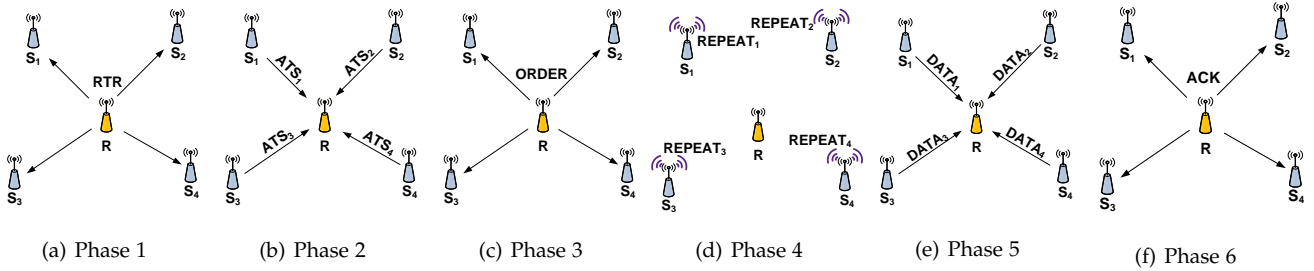 S1
S2
RTR
R
S3
S4
(a) Phase 1
S1
S2
ATS1
ATS2
R
ATS3
ATS4
S3
S4
(b) Phase 2
S1
S2
ORDER
R
S3
S4
(c) Phase 3
REPEAT1
REPEAT2
S1
S2
R
REPEAT3
REPEAT4
S3
S4
(d) Phase 4
S1
S2
DATA1
DATA2
R
DATA3
DATA4
S3
S4
(e) Phase 5
S1
S2
ACK
R
S3
S4
(f) Phase 6